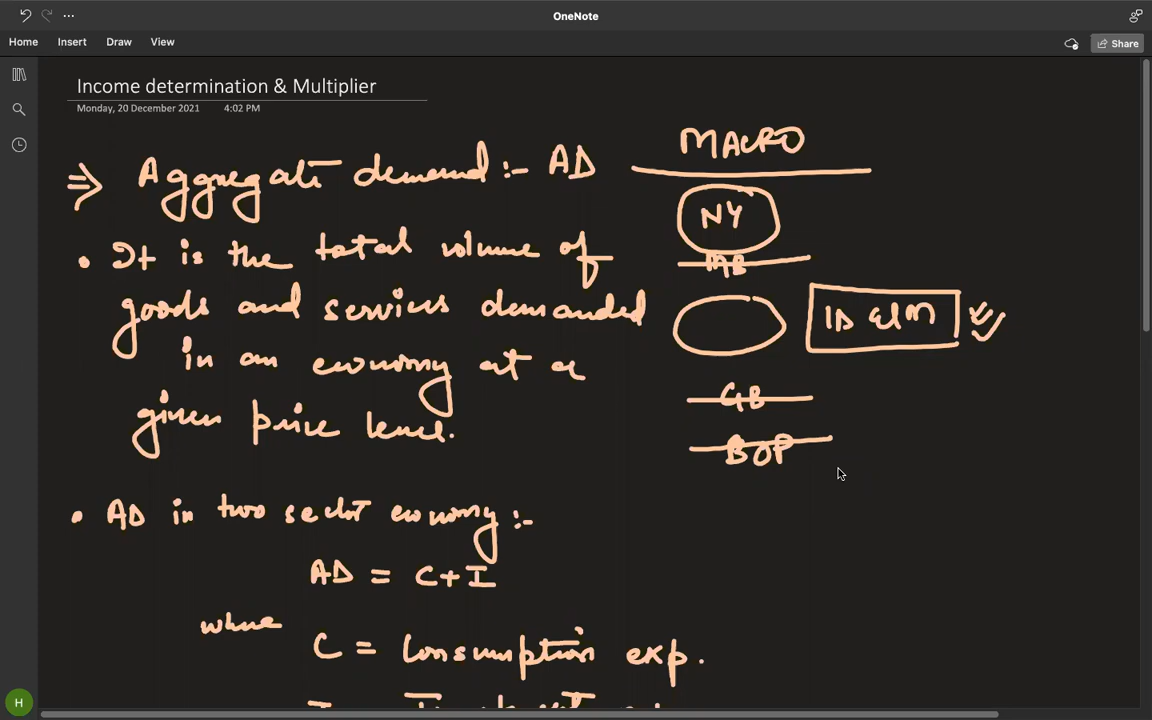 OneNote
Home Insert Draw View
Share
Income determination & Multiplier
Monday, 20 December 2021 4:02 PM
⇒ Aggregate demand :- AD
MACRO
NY
MB
• It is the total volume of
goods and services demanded
in an economy at a
given price level.
ID & IM
GB
BOP
• AD in two sector economy :-
AD = C + I
where
C = Consumption exp.
H